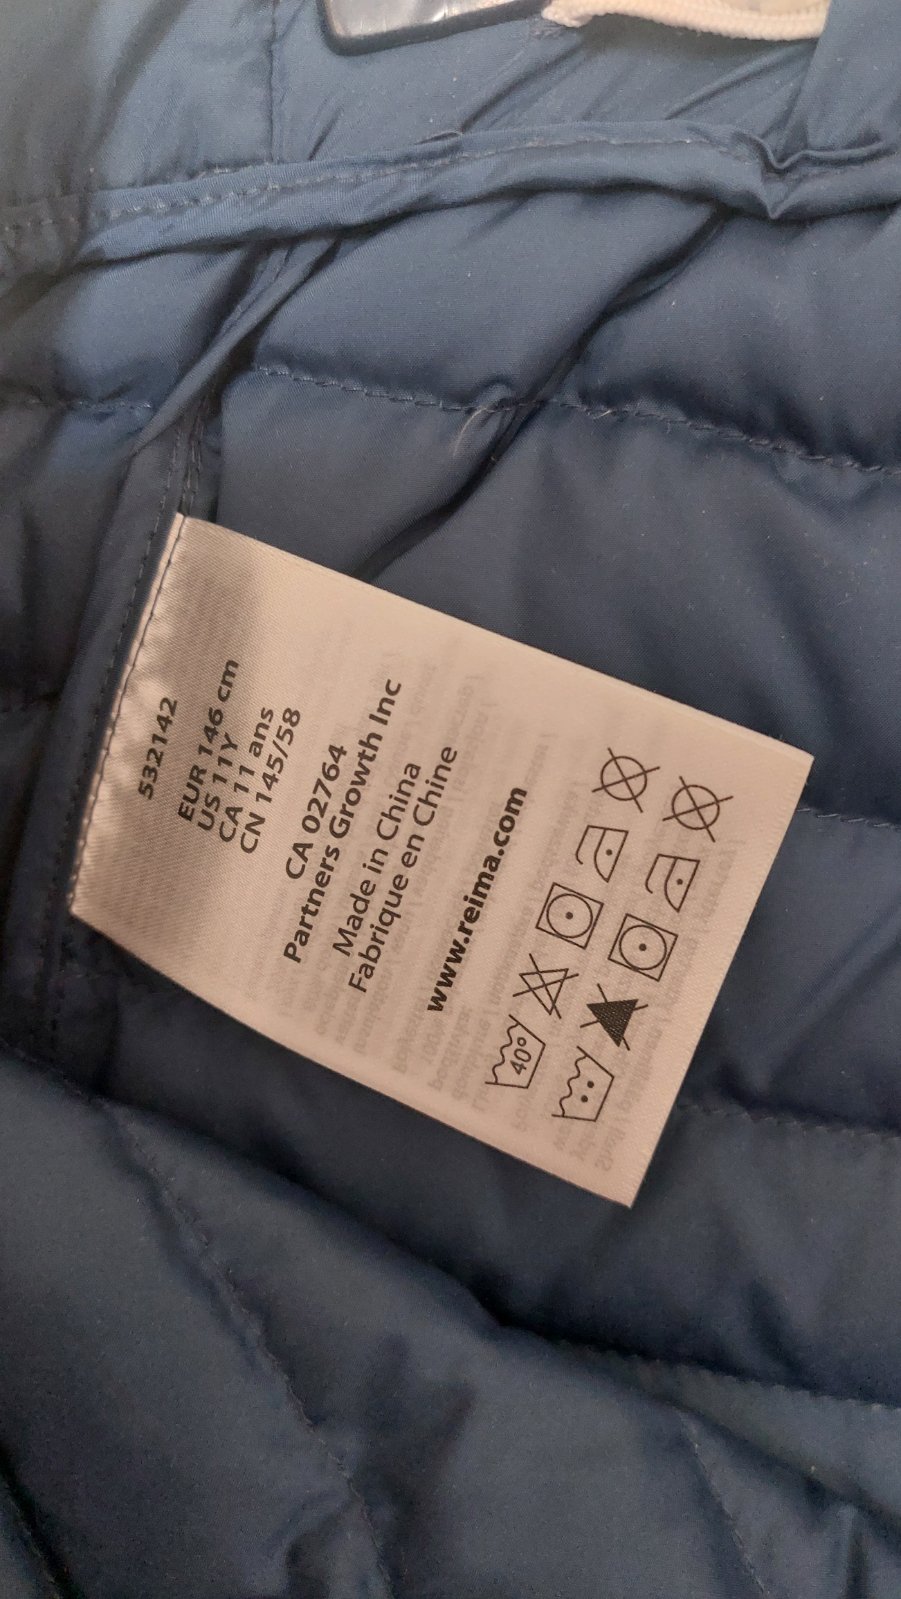 532142
EUR 146 cm
US 11Y
CA 11 ans
CN 145/58
CA 02764
Partners Growth Inc
Made in China
Fabrique en Chine
www.reima.com
40°